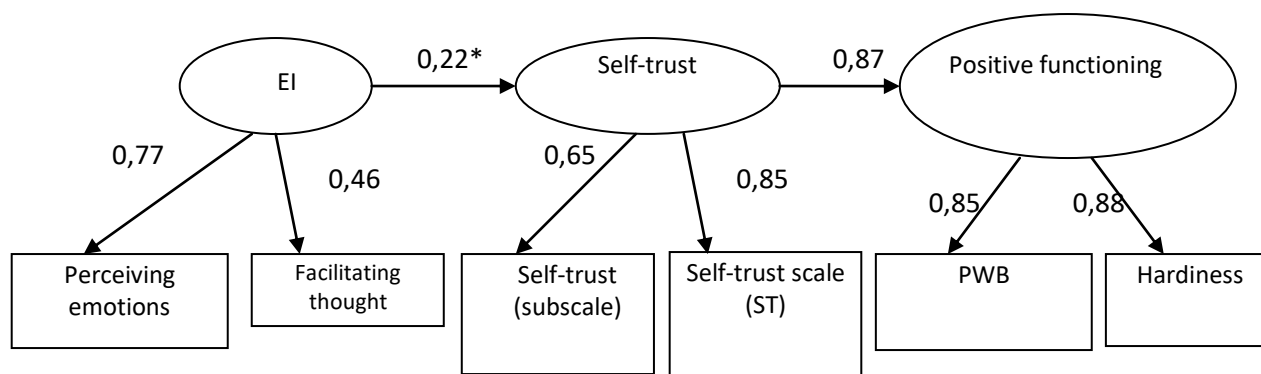 EI
0,22*
Self-trust
0,87
Positive functioning
0,77
0,46
0,65
0,85
0,85
0,88
Perceiving
emotions
Facilitating
thought
Self-trust
(subscale)
Self-trust scale
(ST)
PWB
Hardiness